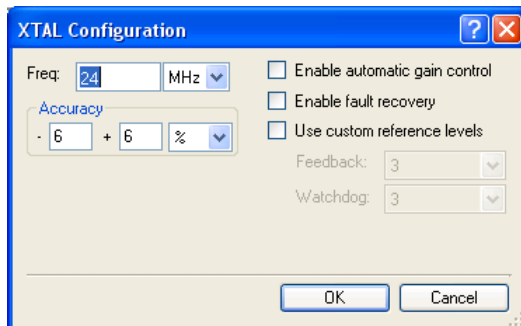 XTAL Configuration
Freq: 24 MHz
Accuracy
- 6 + 6 %
Enable automatic gain control
Enable fault recovery
Use custom reference levels
Feedback: 3
Watchdog: 3
OK Cancel